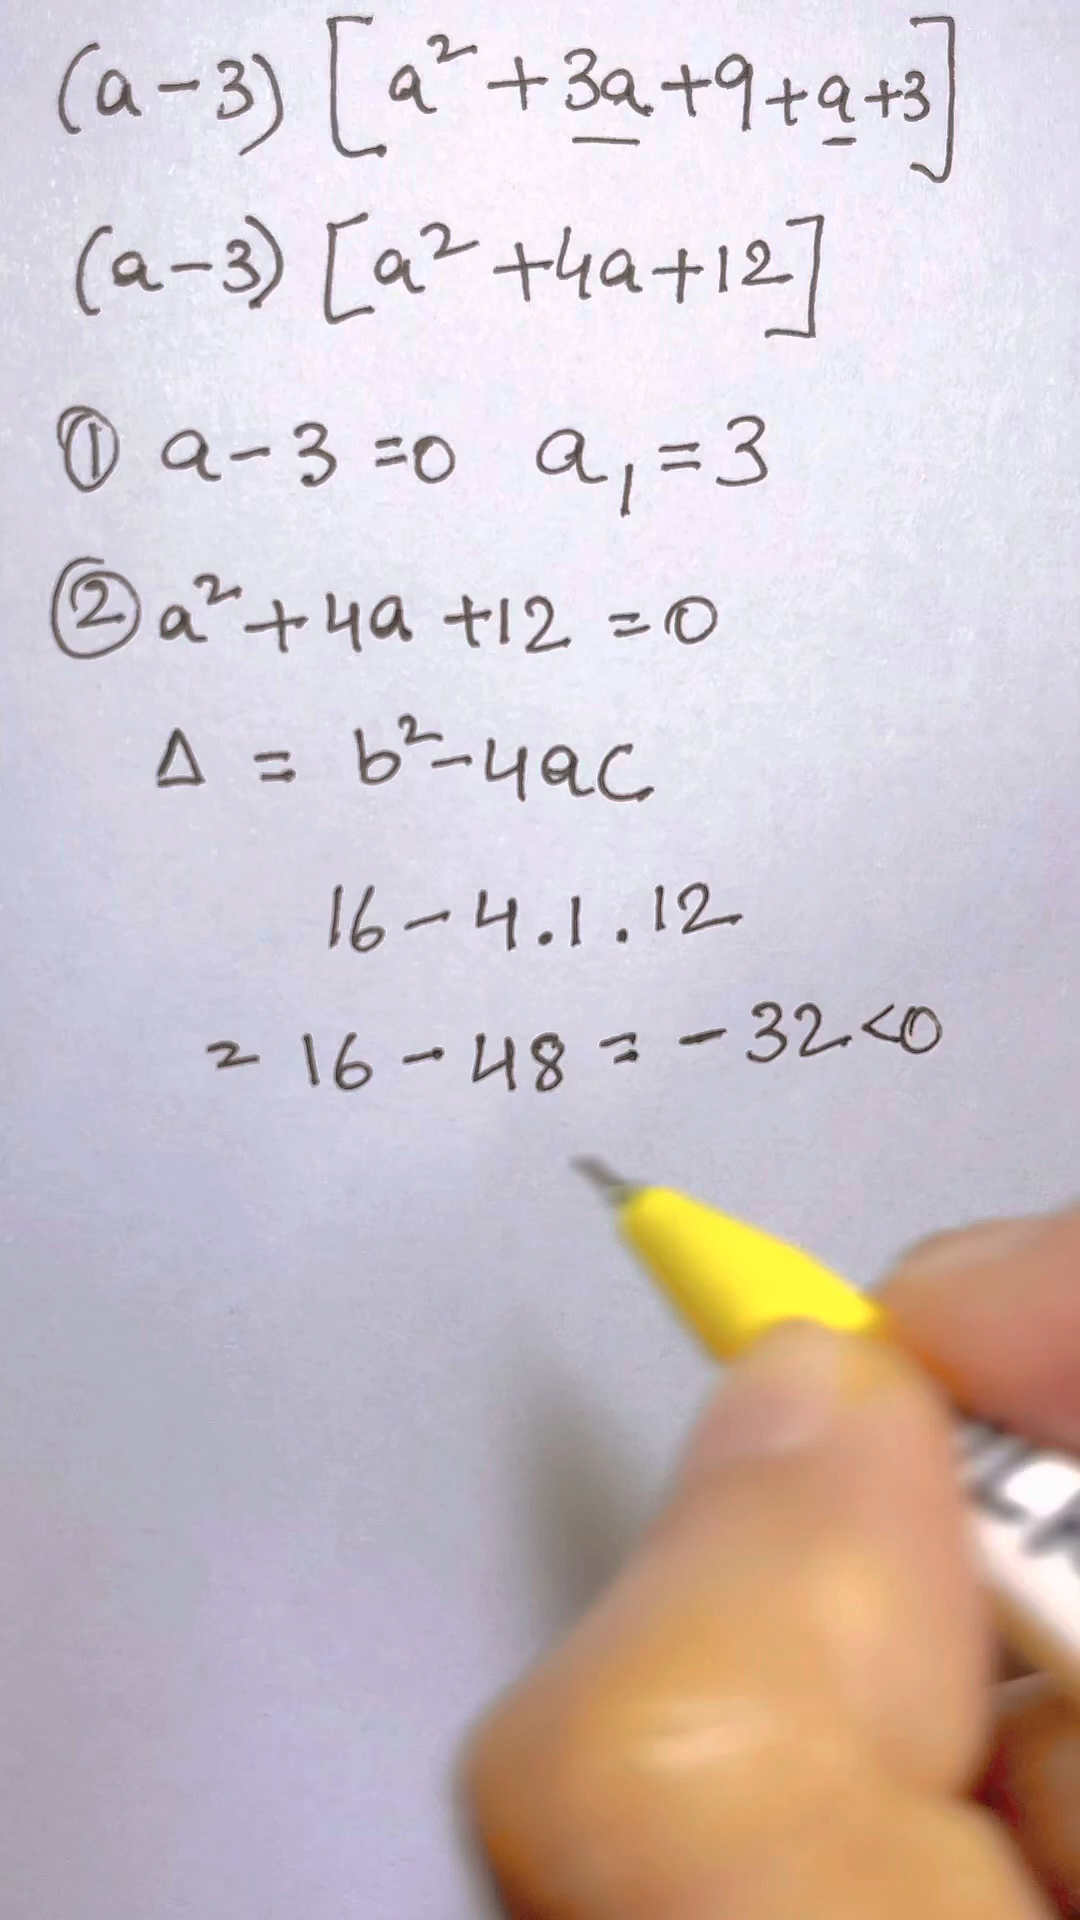 (a-3) [a²+3a+9+a+3]
(a-3) [a²+4a+12]
① a-3=0 a₁=3
② a²+4a+12=0
Δ = b²-4ac
16-4.1.12
= 16-48=-32<0